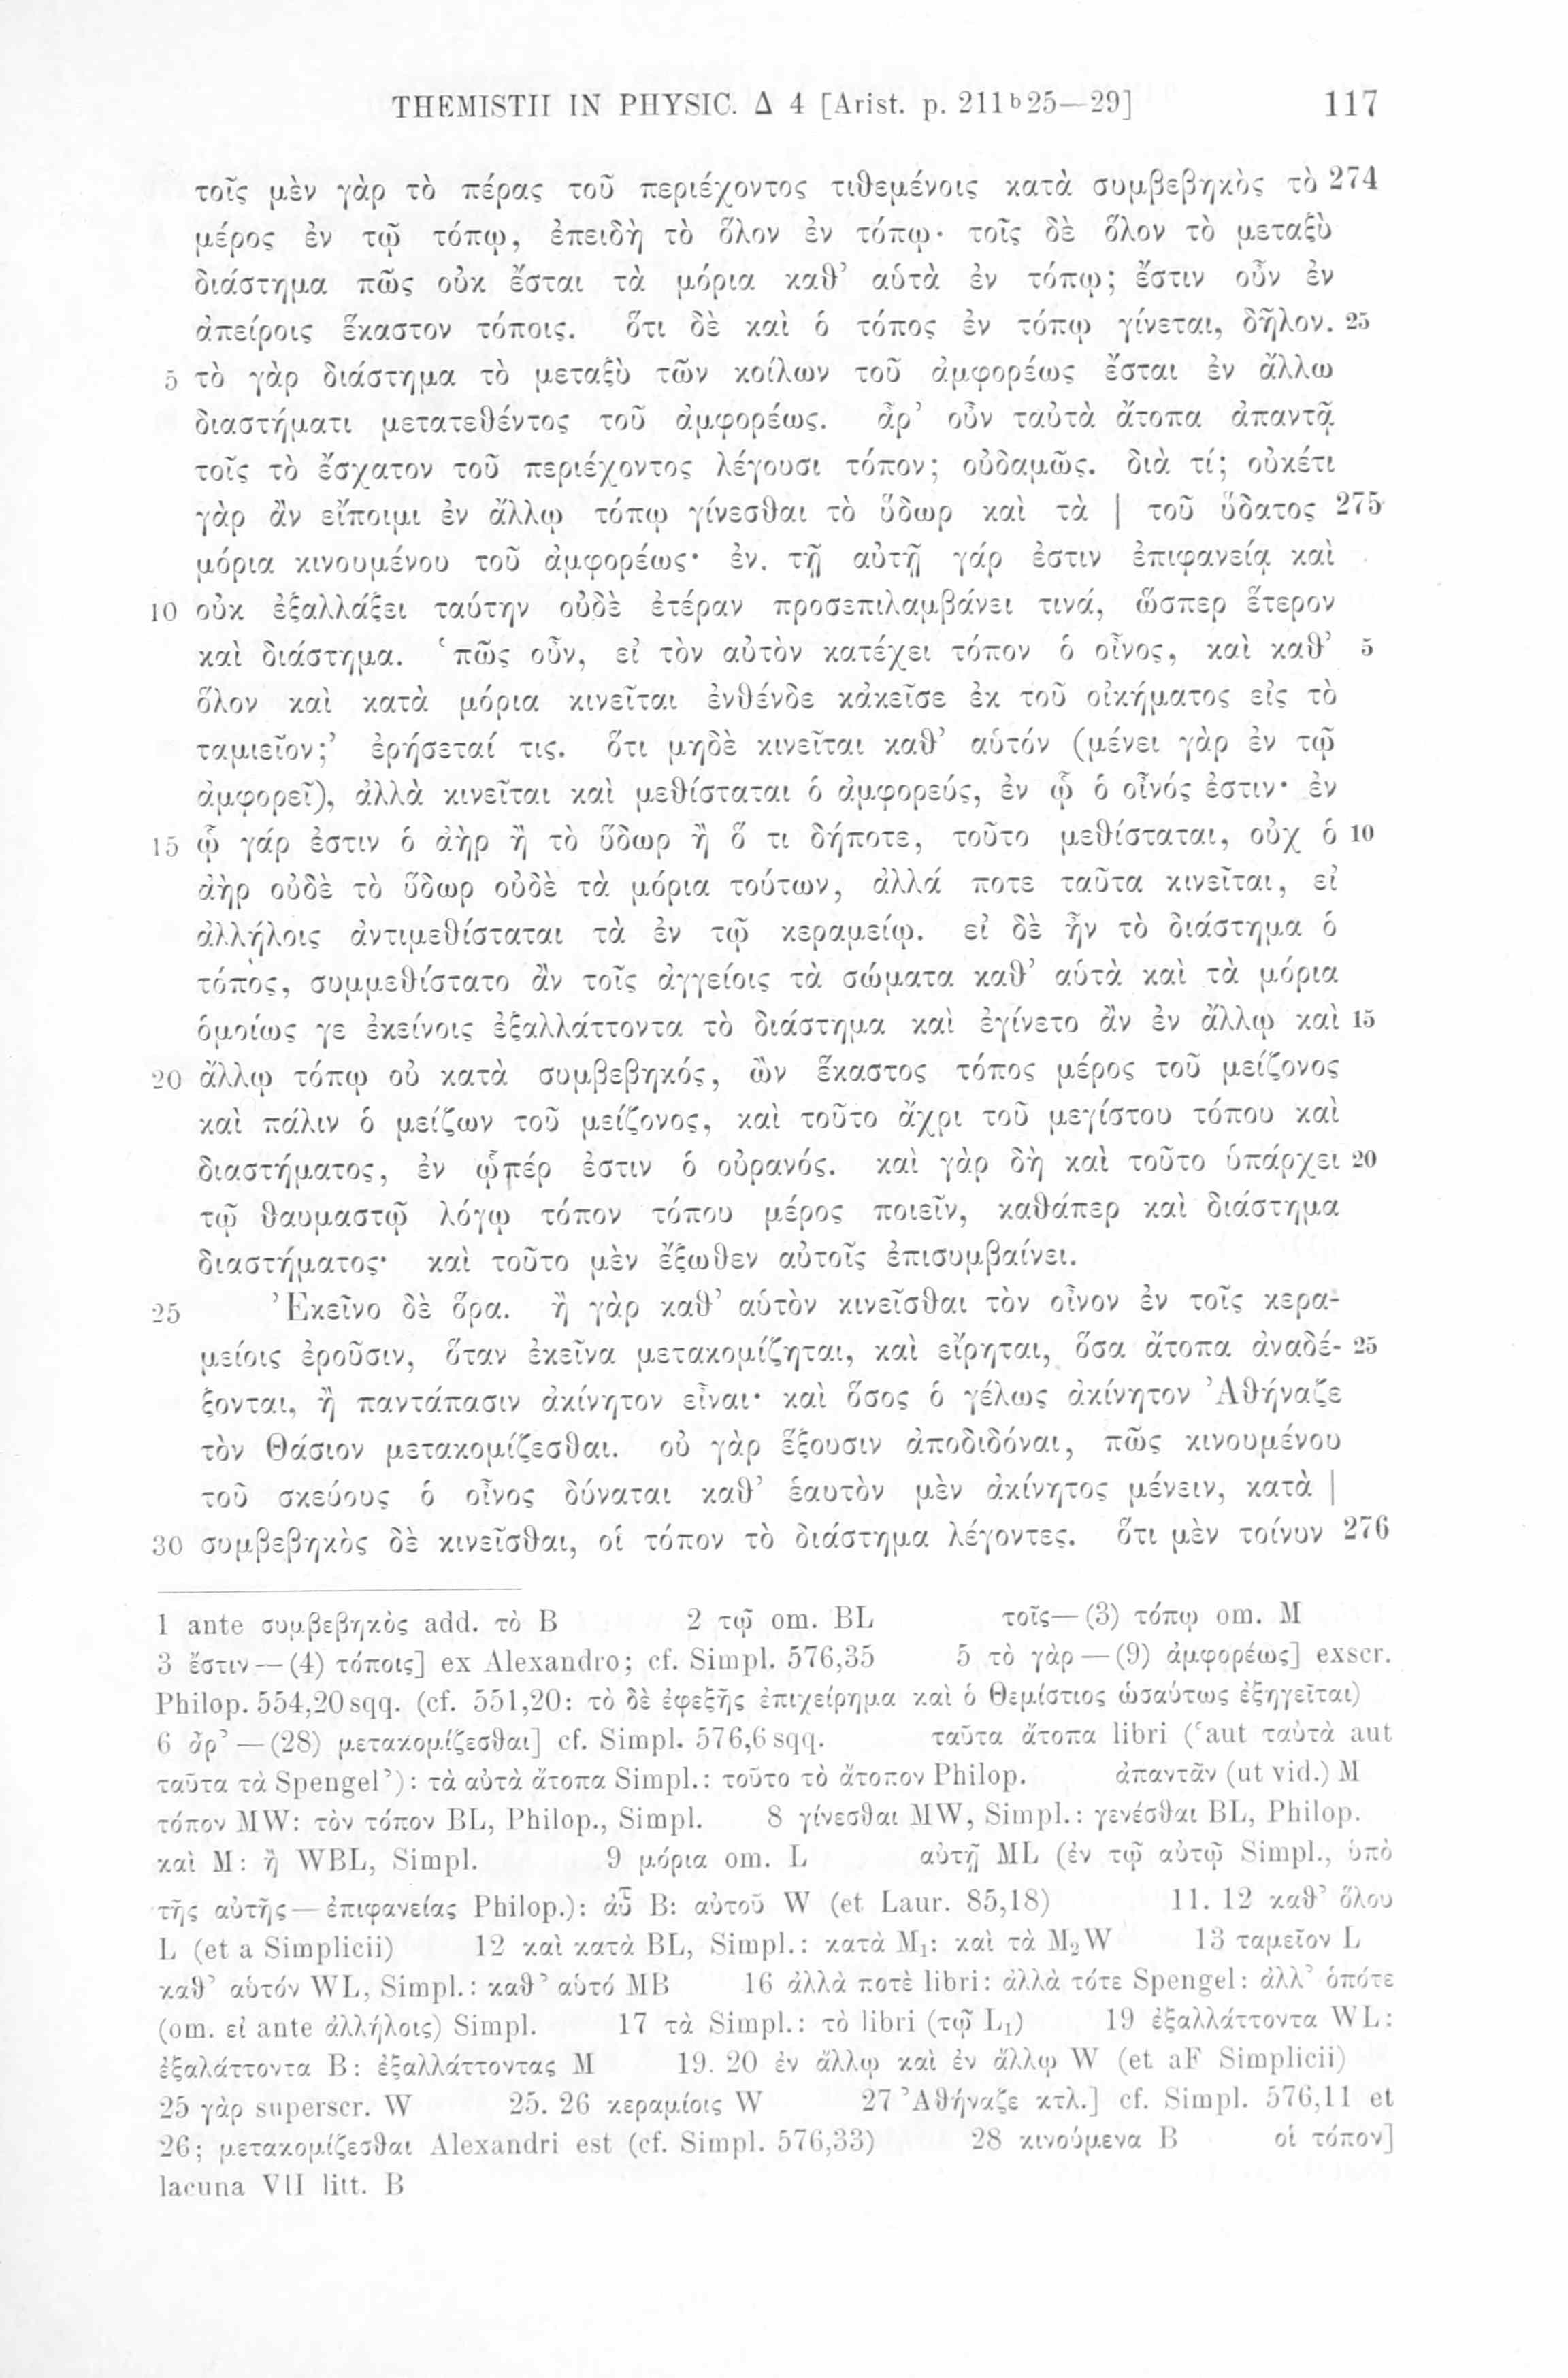 THEMISTII IN PHYSIC. Δ 4 [Arist. p. 211b25—29] 117
τοῖς μὲν γὰρ τὸ πέρας τοῦ περιέχοντος τιθεμένοις κατὰ συμβεβηκὸς τὸ 274
μέρος ἐν τῷ τόπῳ, ἐπειδὴ τὸ ὅλον ἐν τόπῳ· τοῖς δὲ ὅλον τὸ μεταξὺ
διάστημα πῶς οὐκ ἔσται τὰ μόρια καθ’ αὑτὰ ἐν τόπῳ; ἔστιν οὖν ἐν
ἀπείροις ἕκαστον τόποις. ὅτι δὲ καὶ ὁ τόπος ἐν τόπῳ γίνεται, δῆλον. 25
5 τὸ γὰρ διάστημα τὸ μεταξὺ τῶν κοίλων τοῦ ἀμφορέως ἔσται ἐν ἄλλω
διαστήματι μετατεθέντος τοῦ ἀμφορέως. ἆρ’ οὖν ταὐτὰ ἄτοπα ἀπαντᾷ
τοῖς τὸ ἔσχατον τοῦ περιέχοντος λέγουσι τόπον; οὐδαμῶς. διὰ τί; οὐκέτι
γὰρ ἂν εἴποιμι ἐν ἄλλῳ τόπῳ γίνεσθαι τὸ ὕδωρ καὶ τὰ | τοῦ ὕδατος 275
μόρια κινουμένου τοῦ ἀμφορέως· ἐν. τῇ αὐτῇ γάρ ἐστιν ἐπιφανείᾳ καὶ
10 οὐκ ἐξαλλάξει ταύτην οὐδὲ ἑτέραν προσεπιλαμβάνει τινά, ὥσπερ ἕτερον
καὶ διάστημα. ‘πῶς οὖν, εἰ τὸν αὐτὸν κατέχει τόπον ὁ οἶνος, καὶ καθ’ 5
ὅλον καὶ κατὰ μόρια κινεῖται ἐνθένδε κἀκεῖσε ἐκ τοῦ οἰκήματος εἰς τὸ
ταμιεῖον;’ ἐρήσεταί τις. ὅτι μηδὲ κινεῖται καθ’ αὑτόν (μένει γὰρ ἐν τῷ
ἀμφορεῖ), ἀλλὰ κινεῖται καὶ μεθίσταται ὁ ἀμφορεύς, ἐν ᾧ ὁ οἶνός ἐστιν· ἐν
15 ᾧ γάρ ἐστιν ὁ ἀὴρ ἢ τὸ ὕδωρ ἢ ὅ τι δήποτε, τοῦτο μεθίσταται, οὐχ ὁ 10
ἀὴρ οὐδὲ τὸ ὕδωρ οὐδὲ τὰ μόρια τούτων, ἀλλά ποτε ταῦτα κινεῖται, εἰ
ἀλλήλοις ἀντιμεθίσταται τὰ ἐν τῷ κεραμείῳ. εἰ δὲ ἦν τὸ διάστημα ὁ
τόπος, συμμεθίστατο ἂν τοῖς ἀγγείοις τὰ σώματα καθ’ αὑτὰ καὶ τὰ μόρια
ὁμοίως γε ἐκείνοις ἐξαλλάττοντα τὸ διάστημα καὶ ἐγίνετο ἂν ἐν ἄλλῳ καὶ 15
20 ἄλλῳ τόπῳ οὐ κατὰ συμβεβηκός, ὧν ἕκαστος τόπος μέρος τοῦ μείζονος
καὶ πάλιν ὁ μείζων τοῦ μείζονος, καὶ τοῦτο ἄχρι τοῦ μεγίστου τόπου καὶ
διαστήματος, ἐν ᾧπέρ ἐστιν ὁ οὐρανός. καὶ γὰρ δὴ καὶ τοῦτο ὑπάρχει 20
τῷ θαυμαστῷ λόγῳ τόπον τόπου μέρος ποιεῖν, καθάπερ καὶ διάστημα
διαστήματος· καὶ τοῦτο μὲν ἔξωθεν αὐτοῖς ἐπισυμβαίνει.
25 Ἐκεῖνο δὲ ὅρα. ἢ γὰρ καθ’ αὑτὸν κινεῖσθαι τὸν οἶνον ἐν τοῖς κερα-
μείοις ἐροῦσιν, ὅταν ἐκεῖνα μετακομίζηται, καὶ εἴρηται, ὅσα ἄτοπα ἀναδέ- 25
ξονται, ἢ παντάπασιν ἀκίνητον εἶναι· καὶ ὅσος ὁ γέλως ἀκίνητον Ἀθήναζε
τὸν Θάσιον μετακομίζεσθαι. οὐ γὰρ ἕξουσιν ἀποδιδόναι, πῶς κινουμένου
τοῦ σκεύους ὁ οἶνος δύναται καθ’ ἑαυτὸν μὲν ἀκίνητος μένειν, κατὰ |
30 συμβεβηκὸς δὲ κινεῖσθαι, οἱ τόπον τὸ διάστημα λέγοντες. ὅτι μὲν τοίνυν 276
1 ante συμβεβηκὸς add. τὸ B 2 τῷ om. BL τοῖς—(3) τόπῳ om. M
3 ἔστιν—(4) τόποις] ex Alexandro; cf. Simpl. 576,35 5 τὸ γὰρ—(9) ἀμφορέως] exscr.
Philop. 554,20 sqq. (cf. 551,20: τὸ δὲ ἐφεξῆς ἐπιχείρημα καὶ ὁ Θεμίστιος ὡσαύτως ἐξηγεῖται)
6 ἆρ’—(28) μετακομίζεσθαι] cf. Simpl. 576,6 sqq. ταῦτα ἄτοπα libri (‘aut ταὐτὰ aut
ταῦτα τὰ Spengel’): τὰ αὐτὰ ἄτοπα Simpl.: τοῦτο τὸ ἄτοπον Philop. ἀπαντᾶν (ut vid.) M
τόπον MW: τὸν τόπον BL, Philop., Simpl. 8 γίνεσθαι MW, Simpl.: γενέσθαι BL, Philop.
καὶ M: ἢ WBL, Simpl. 9 μόρια om. L αὐτῇ ML (ἐν τῷ αὐτῷ Simpl., ὑπὸ
τῆς αὐτῆς—ἐπιφανείας Philop.): B: αὐτοῦ W (et Laur. 85,18) 11. 12 καθ’ ὅλου
L (et a Simplicii) 12 καὶ κατὰ BL, Simpl.: κατὰ M₁: καὶ τὰ M₂W 13 ταμεῖον L
καθ’ αὑτόν WL, Simpl.: καθ’ αὑτό MB 16 ἀλλὰ ποτὲ libri: ἀλλὰ τότε Spengel: ἀλλ’ ὁπότε
(om. εἰ ante ἀλλήλοις) Simpl. 17 τὰ Simpl.: τὸ libri (τῷ L₁) 19 ἐξαλλάττοντα WL:
ἐξαλάττοντα B: ἐξαλλάττοντας M 19. 20 ἐν ἄλλῳ καὶ ἐν ἄλλῳ W (et aF Simplicii)
25 γὰρ superscr. W 25. 26 κεραμίοις W 27 Ἀθήναζε κτλ.] cf. Simpl. 576,11 et
26; μετακομίζεσθαι Alexandri est (cf. Simpl. 576,33) 28 κινούμενα B οἱ τόπον]
lacuna VII litt. B